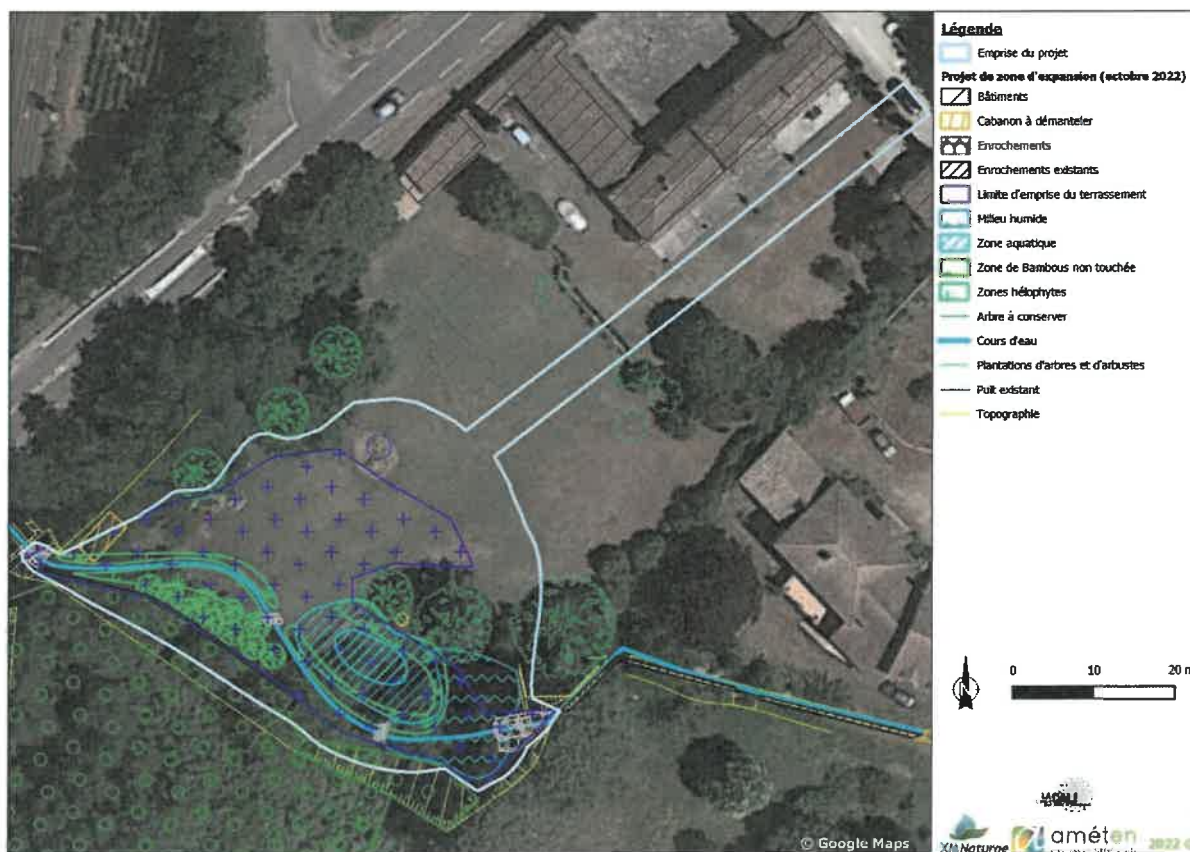 Légende
Emprise du projet
Projet de zone d'expansion (octobre 2022)
Bâtiments
Cabanon à démanteler
Enrochements
Enrochements existants
Limite d'emprise du terrassement
Milieu humide
Zone aquatique
Zone de Bambous non touchée
Zones hélophytes
Arbre à conserver
Cours d'eau
Plantations d'arbres et d'arbustes
Puit existant
Topographie
N
0 10 20 m
XMNaturne
améten
2022 ©
© Google Maps